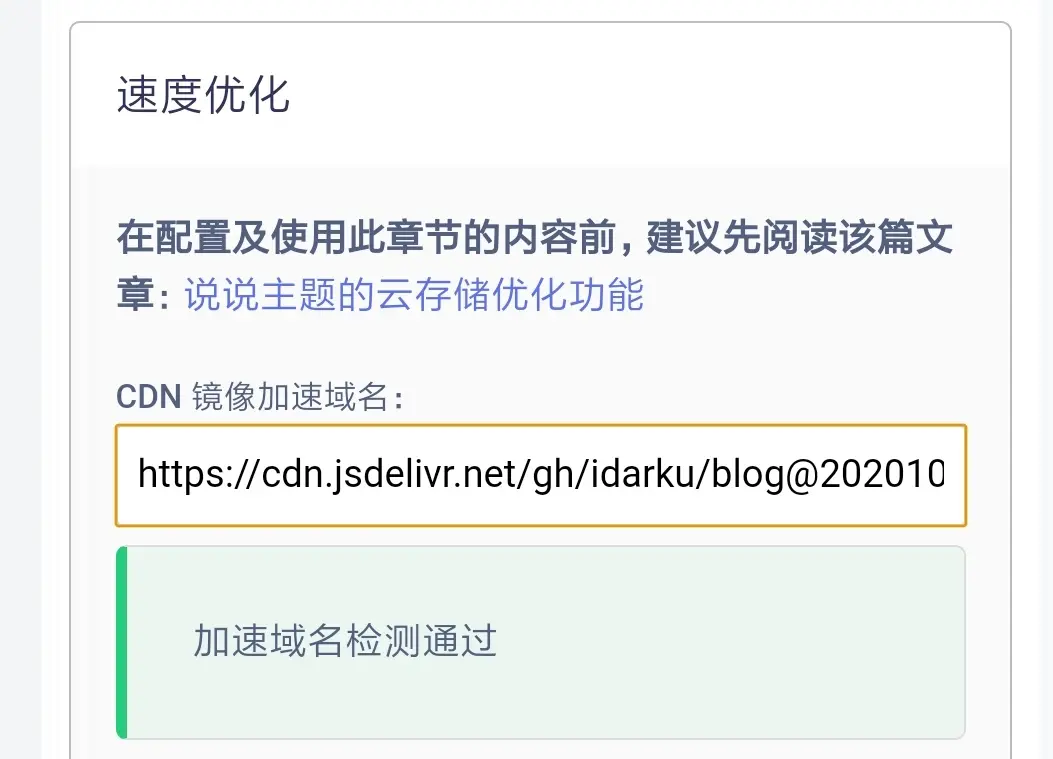 速度优化
在配置及使用此章节的内容前，建议先阅读该篇文
章：说说主题的云存储优化功能
CDN 镜像加速域名：
https://cdn.jsdelivr.net/gh/idarku/blog@202010
加速域名检测通过